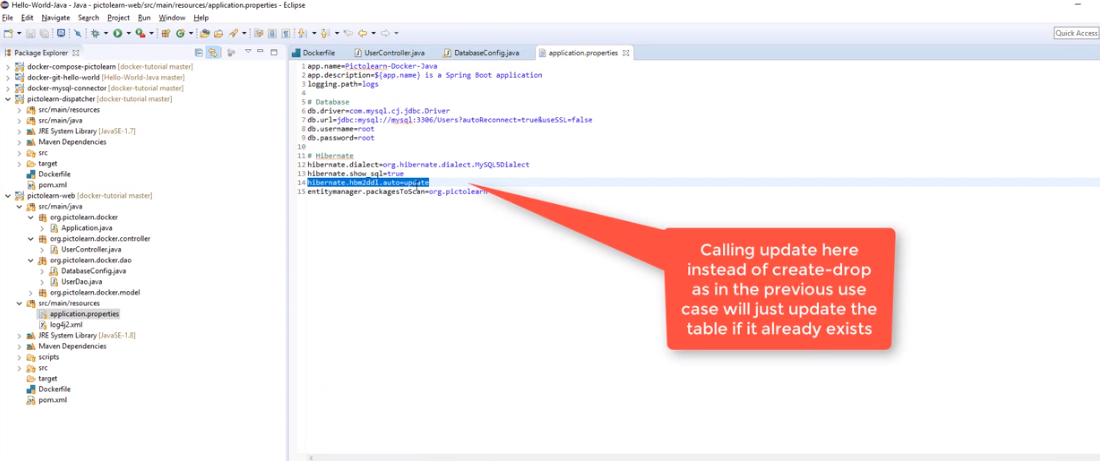 Hello-World-Java - Java - pictolearn-web/src/main/resources/application.properties - Eclipse
File Edit Navigate Search Project Run Window Help
Quick Access
Package Explorer
Dockerfile
UserController.java
DatabaseConfig.java
application.properties
docker-compose-pictolearn [docker-tutorial master]
docker-git-hello-world [Hello-World-Java master]
docker-mysql-connector [docker-tutorial master]
pictolearn-dispatcher [docker-tutorial master]
src/main/resources
src/main/java
JRE System Library [JavaSE-1.7]
Maven Dependencies
src
target
Dockerfile
pom.xml
pictolearn-web [docker-tutorial master]
src/main/java
org.pictolearn.docker
Application.java
org.pictolearn.docker.controller
UserController.java
org.pictolearn.docker.dao
DatabaseConfig.java
UserDao.java
org.pictolearn.docker.model
src/main/resources
application.properties
log4j2.xml
JRE System Library [JavaSE-1.8]
Maven Dependencies
scripts
src
target
Dockerfile
pom.xml
1 app.name=Pictolearn-Docker-Java
2 app.description=${app.name} is a Spring Boot application
3 logging.path=logs
4
5 # Database
6 db.driver=com.mysql.cj.jdbc.Driver
7 db.url=jdbc:mysql://mysql:3306/Users?autoReconnect=true&useSSL=false
8 db.username=root
9 db.password=root
10
11 # Hibernate
12 hibernate.dialect=org.hibernate.dialect.MySQL5Dialect
13 hibernate.show_sql=true
14 hibernate.hbm2ddl.auto=update
15 entitymanager.packagesToScan=org.pictolearn
Calling update here
instead of create-drop
as in the previous use
case will just update the
table if it already exists